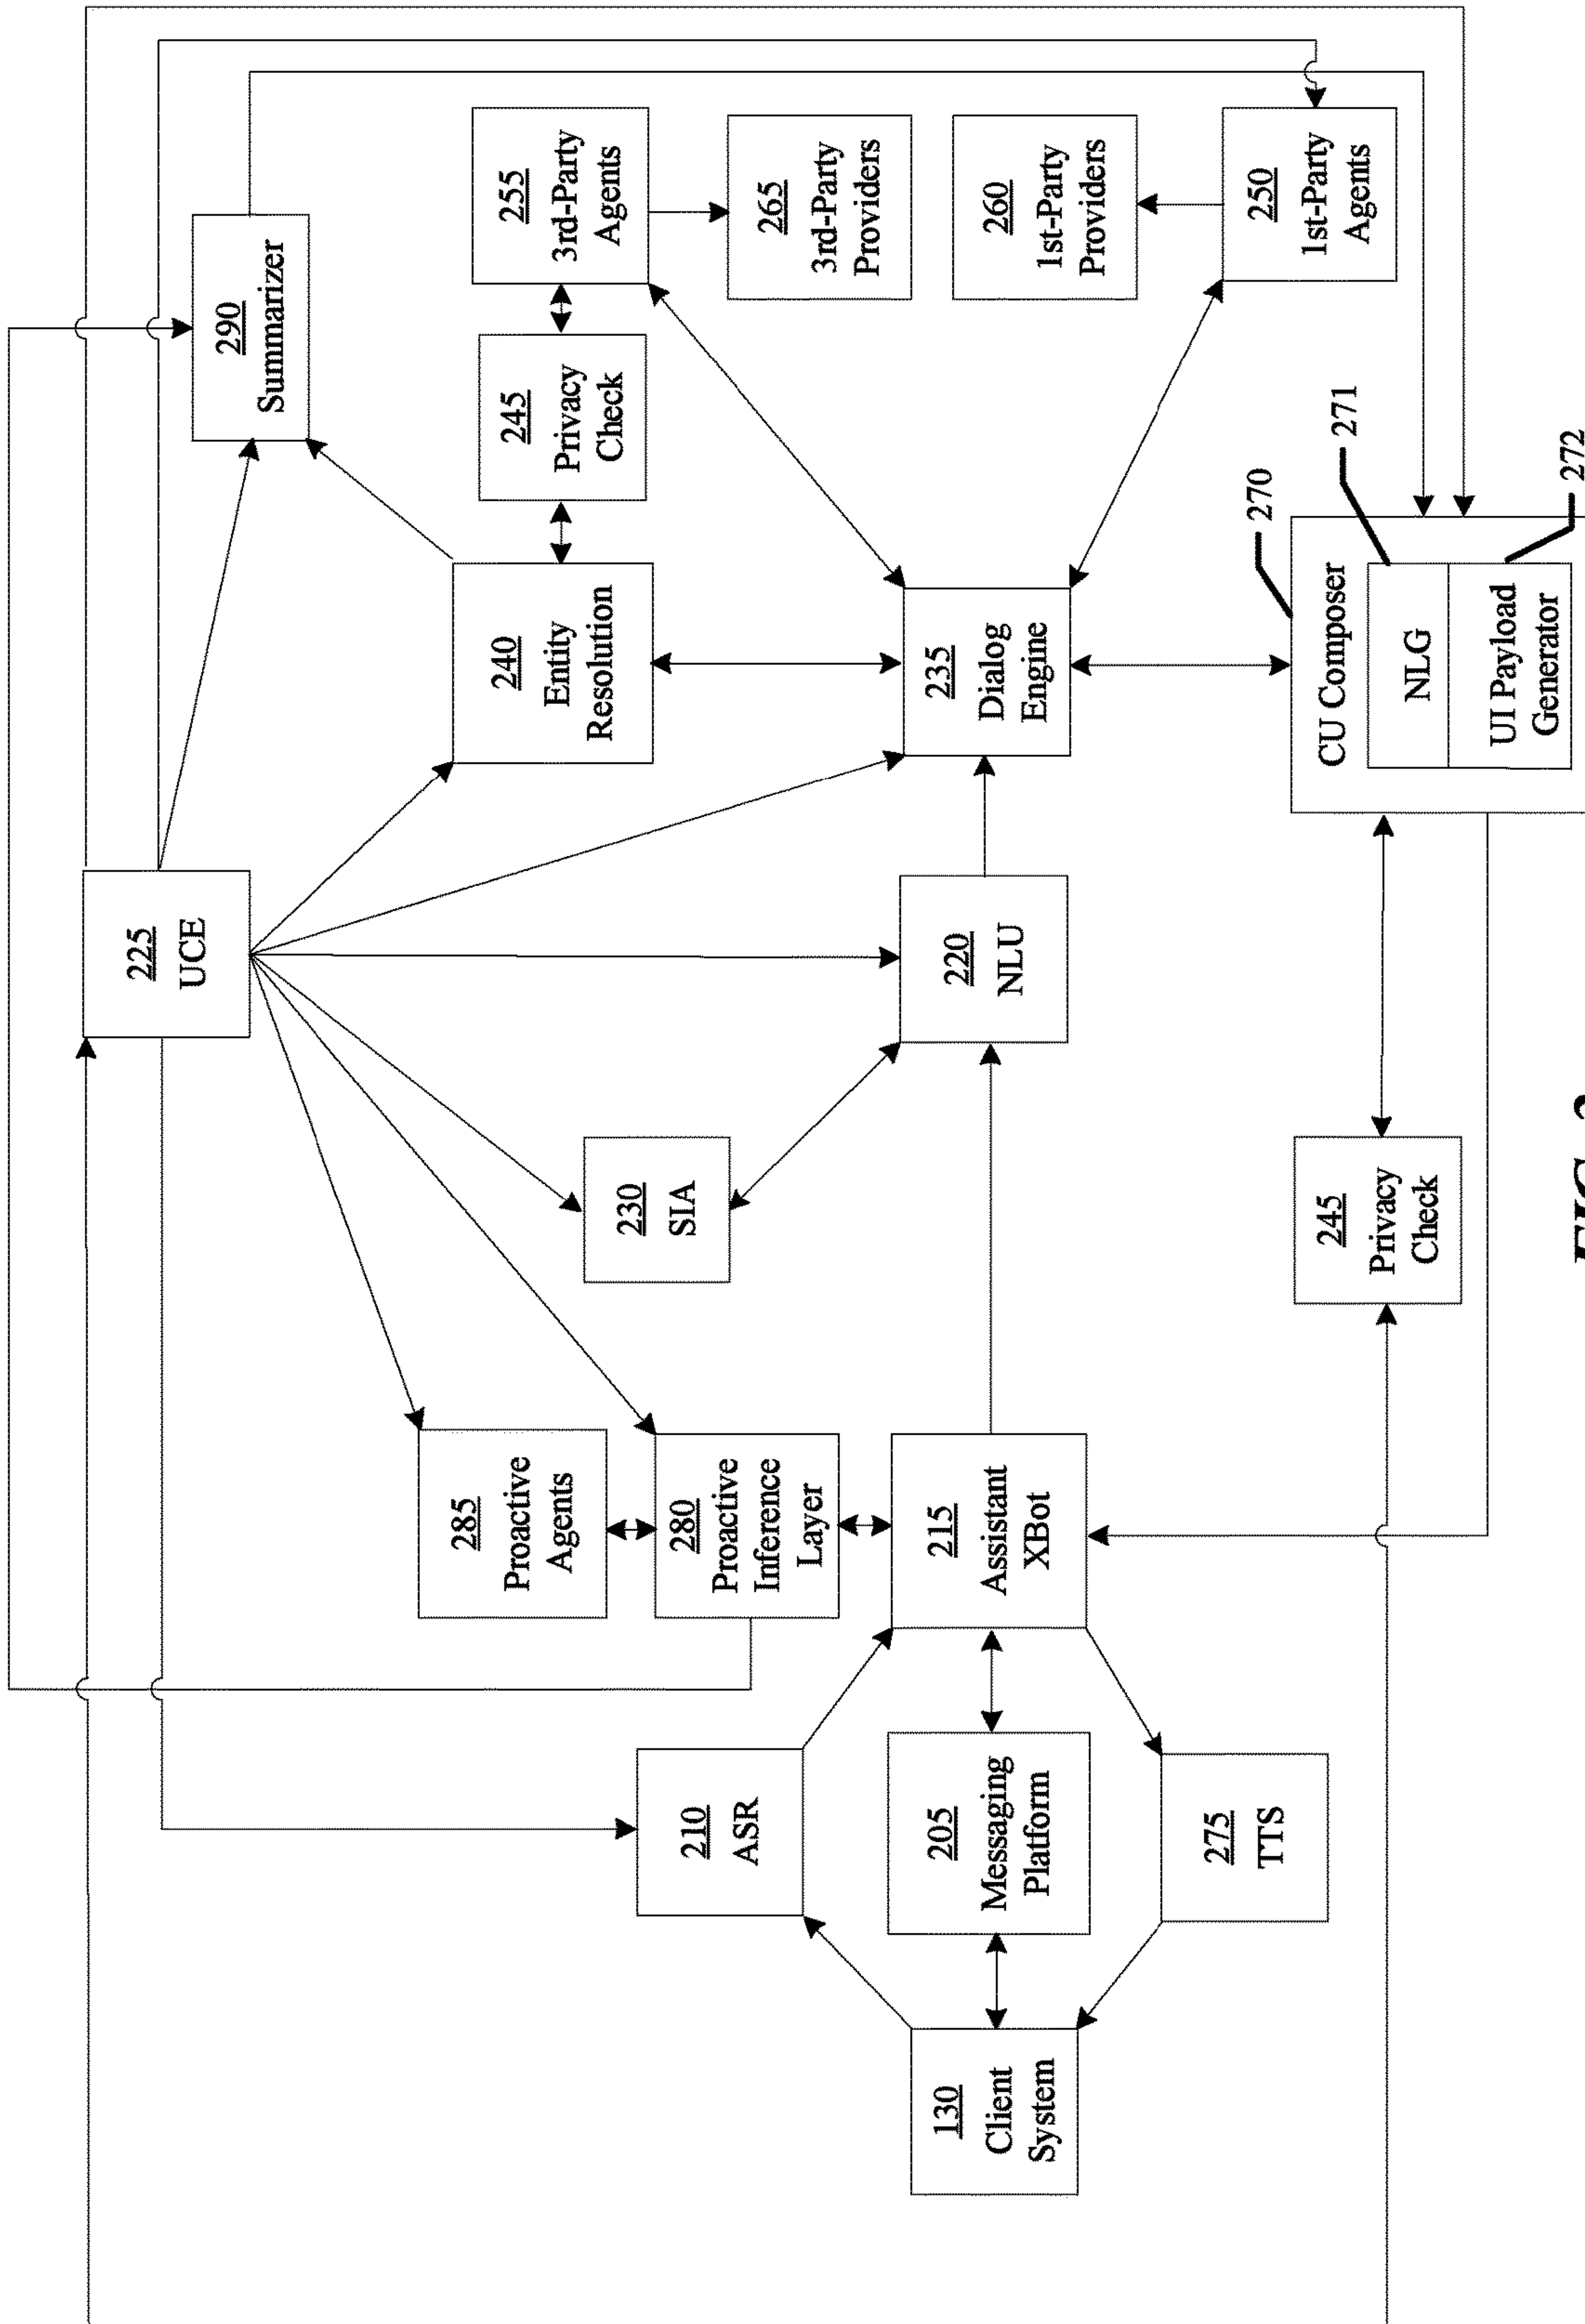 225
UCE
290
Summarizer
285
Proactive
Agents
240
Entity
Resolution
245
Privacy
Check
255
3rd-Party
Agents
230
SIA
210
ASR
280
Proactive
Inference
Layer
265
3rd-Party
Providers
130
Client
System
205
Messaging
Platform
215
Assistant
XBot
220
NLU
235
Dialog
Engine
260
1st-Party
Providers
275
TTS
250
1st-Party
Agents
245
Privacy
Check
270
CU Composer
271
NLG
UI Payload
Generator
272